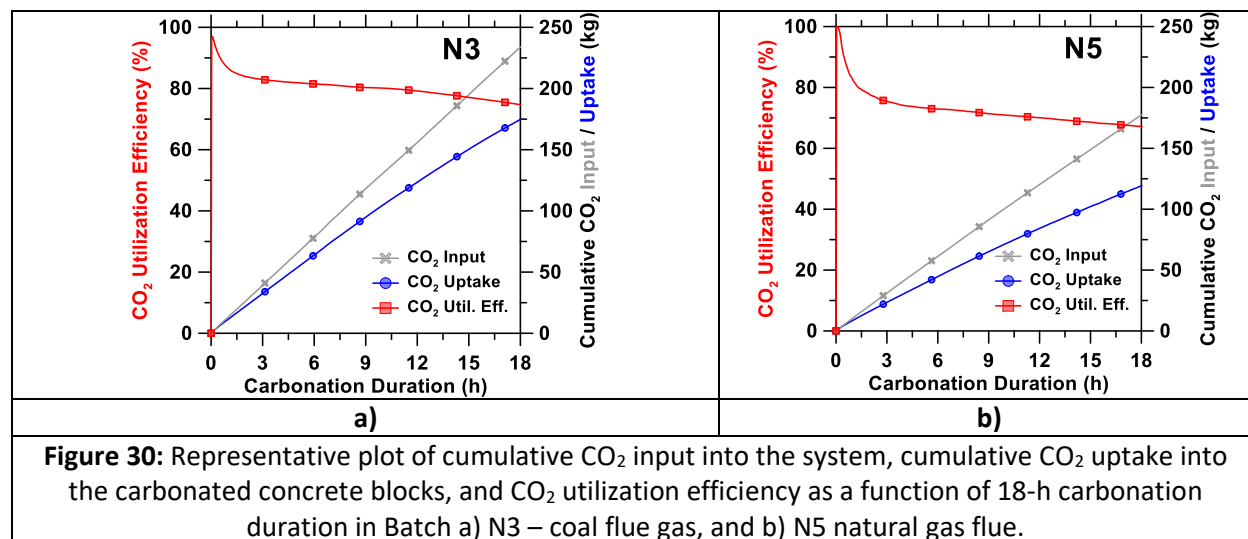 N3
CO2 Utilization Efficiency (%)
100
80
60
40
20
0
250
200
150
100
50
0
Cumulative CO2 Input / Uptake (kg)
CO2 Input
CO2 Uptake
CO2 Util. Eff.
0 3 6 9 12 15 18
Carbonation Duration (h)
N5
CO2 Utilization Efficiency (%)
100
80
60
40
20
0
250
200
150
100
50
0
Cumulative CO2 Input / Uptake (kg)
CO2 Input
CO2 Uptake
CO2 Util. Eff.
0 3 6 9 12 15 18
Carbonation Duration (h)
a) b)
Figure 30: Representative plot of cumulative CO2 input into the system, cumulative CO2 uptake into
the carbonated concrete blocks, and CO2 utilization efficiency as a function of 18-h carbonation
duration in Batch a) N3 – coal flue gas, and b) N5 natural gas flue.